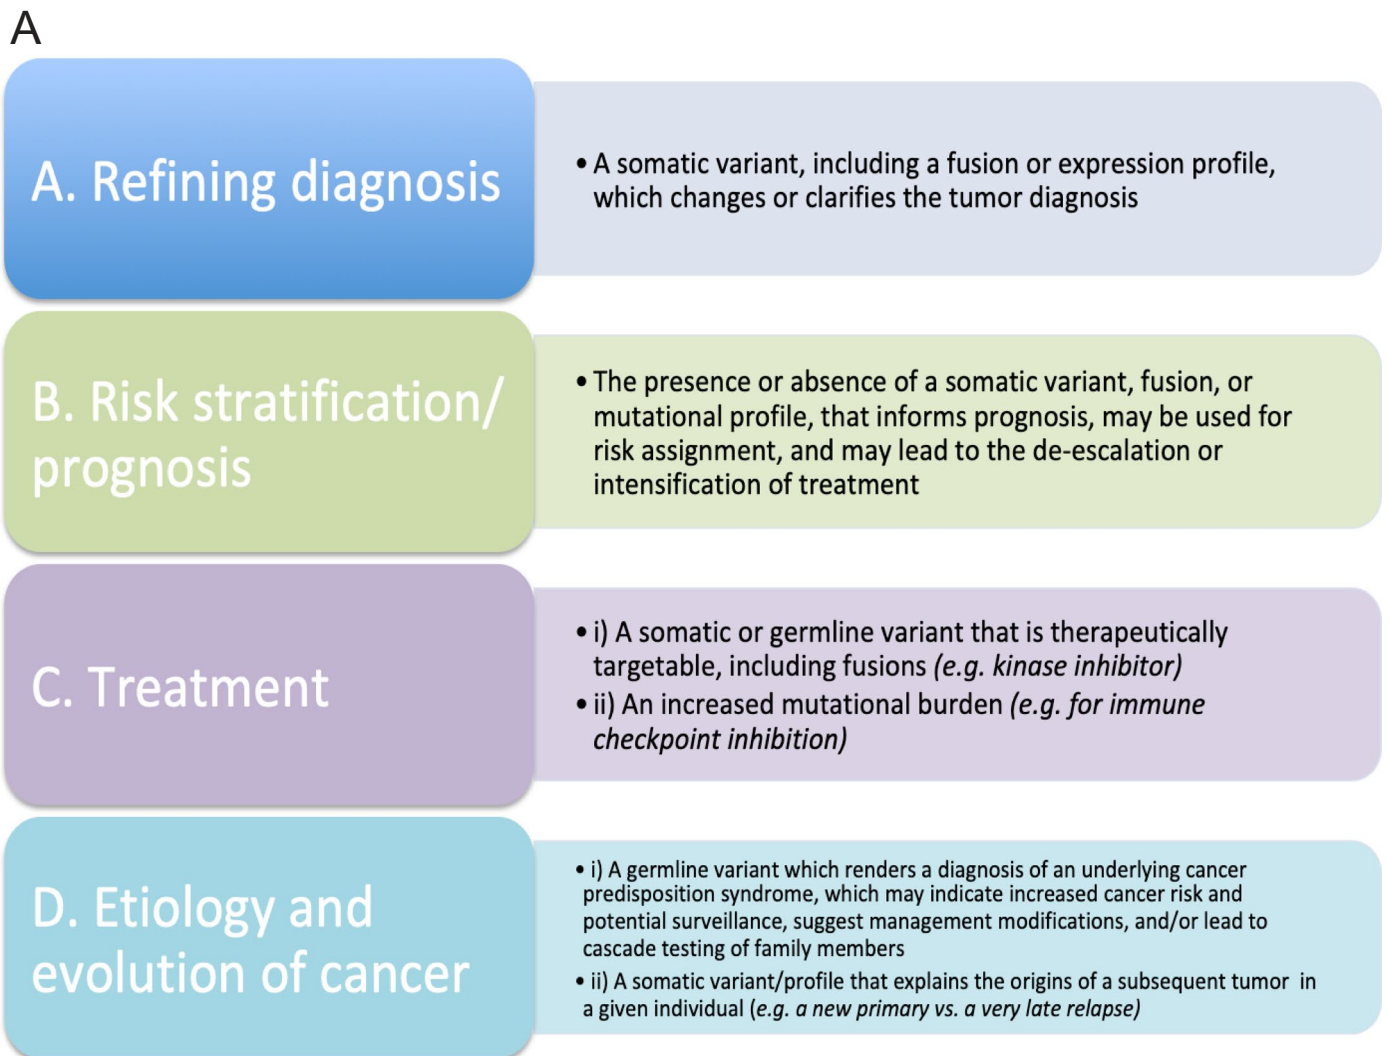 A
A. Refining diagnosis
• A somatic variant, including a fusion or expression profile,
which changes or clarifies the tumor diagnosis
B. Risk stratification/
prognosis
• The presence or absence of a somatic variant, fusion, or
mutational profile, that informs prognosis, may be used for
risk assignment, and may lead to the de-escalation or
intensification of treatment
C. Treatment
• i) A somatic or germline variant that is therapeutically
targetable, including fusions (e.g. kinase inhibitor)
• ii) An increased mutational burden (e.g. for immune
checkpoint inhibition)
D. Etiology and
evolution of cancer
• i) A germline variant which renders a diagnosis of an underlying cancer
predisposition syndrome, which may indicate increased cancer risk and
potential surveillance, suggest management modifications, and/or lead to
cascade testing of family members
• ii) A somatic variant/profile that explains the origins of a subsequent tumor in
a given individual (e.g. a new primary vs. a very late relapse)